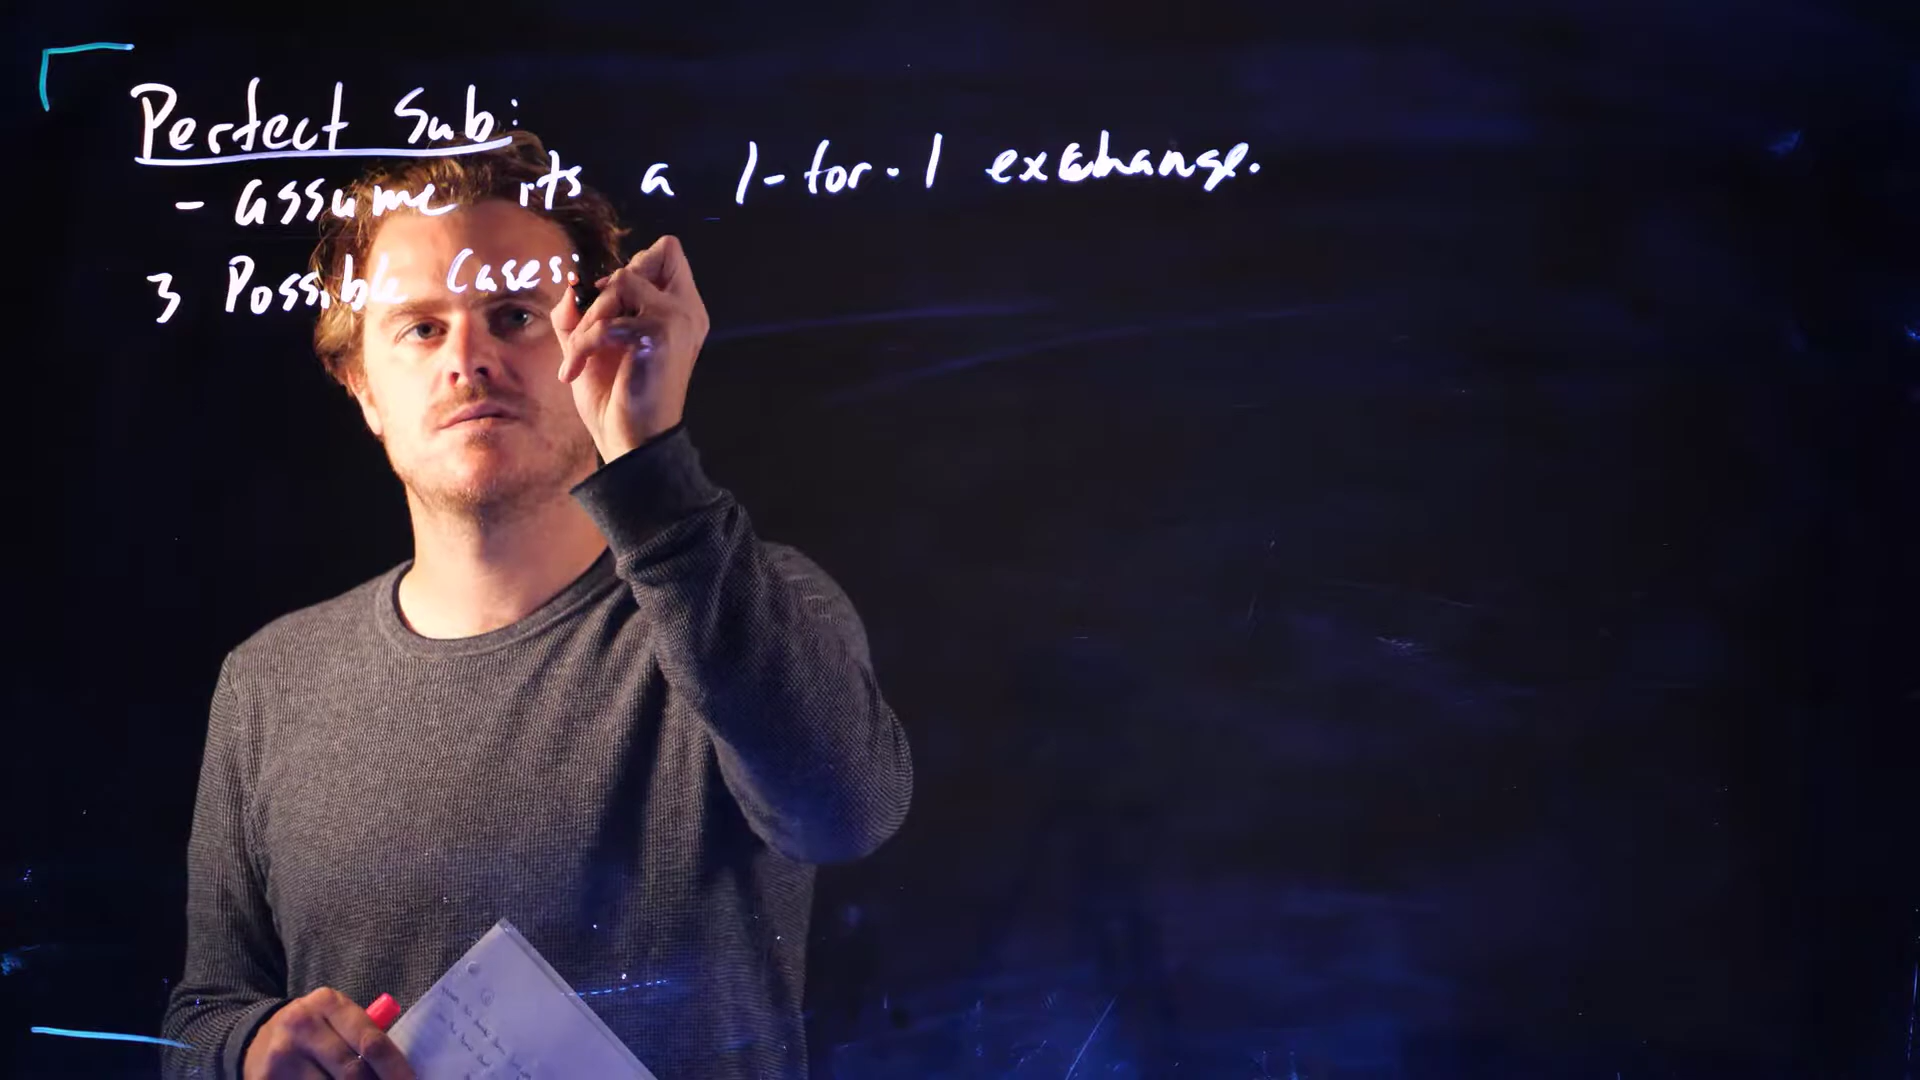 Perfect Sub:
- assume its a 1-for-1 exchange.
3 Possible Cases: